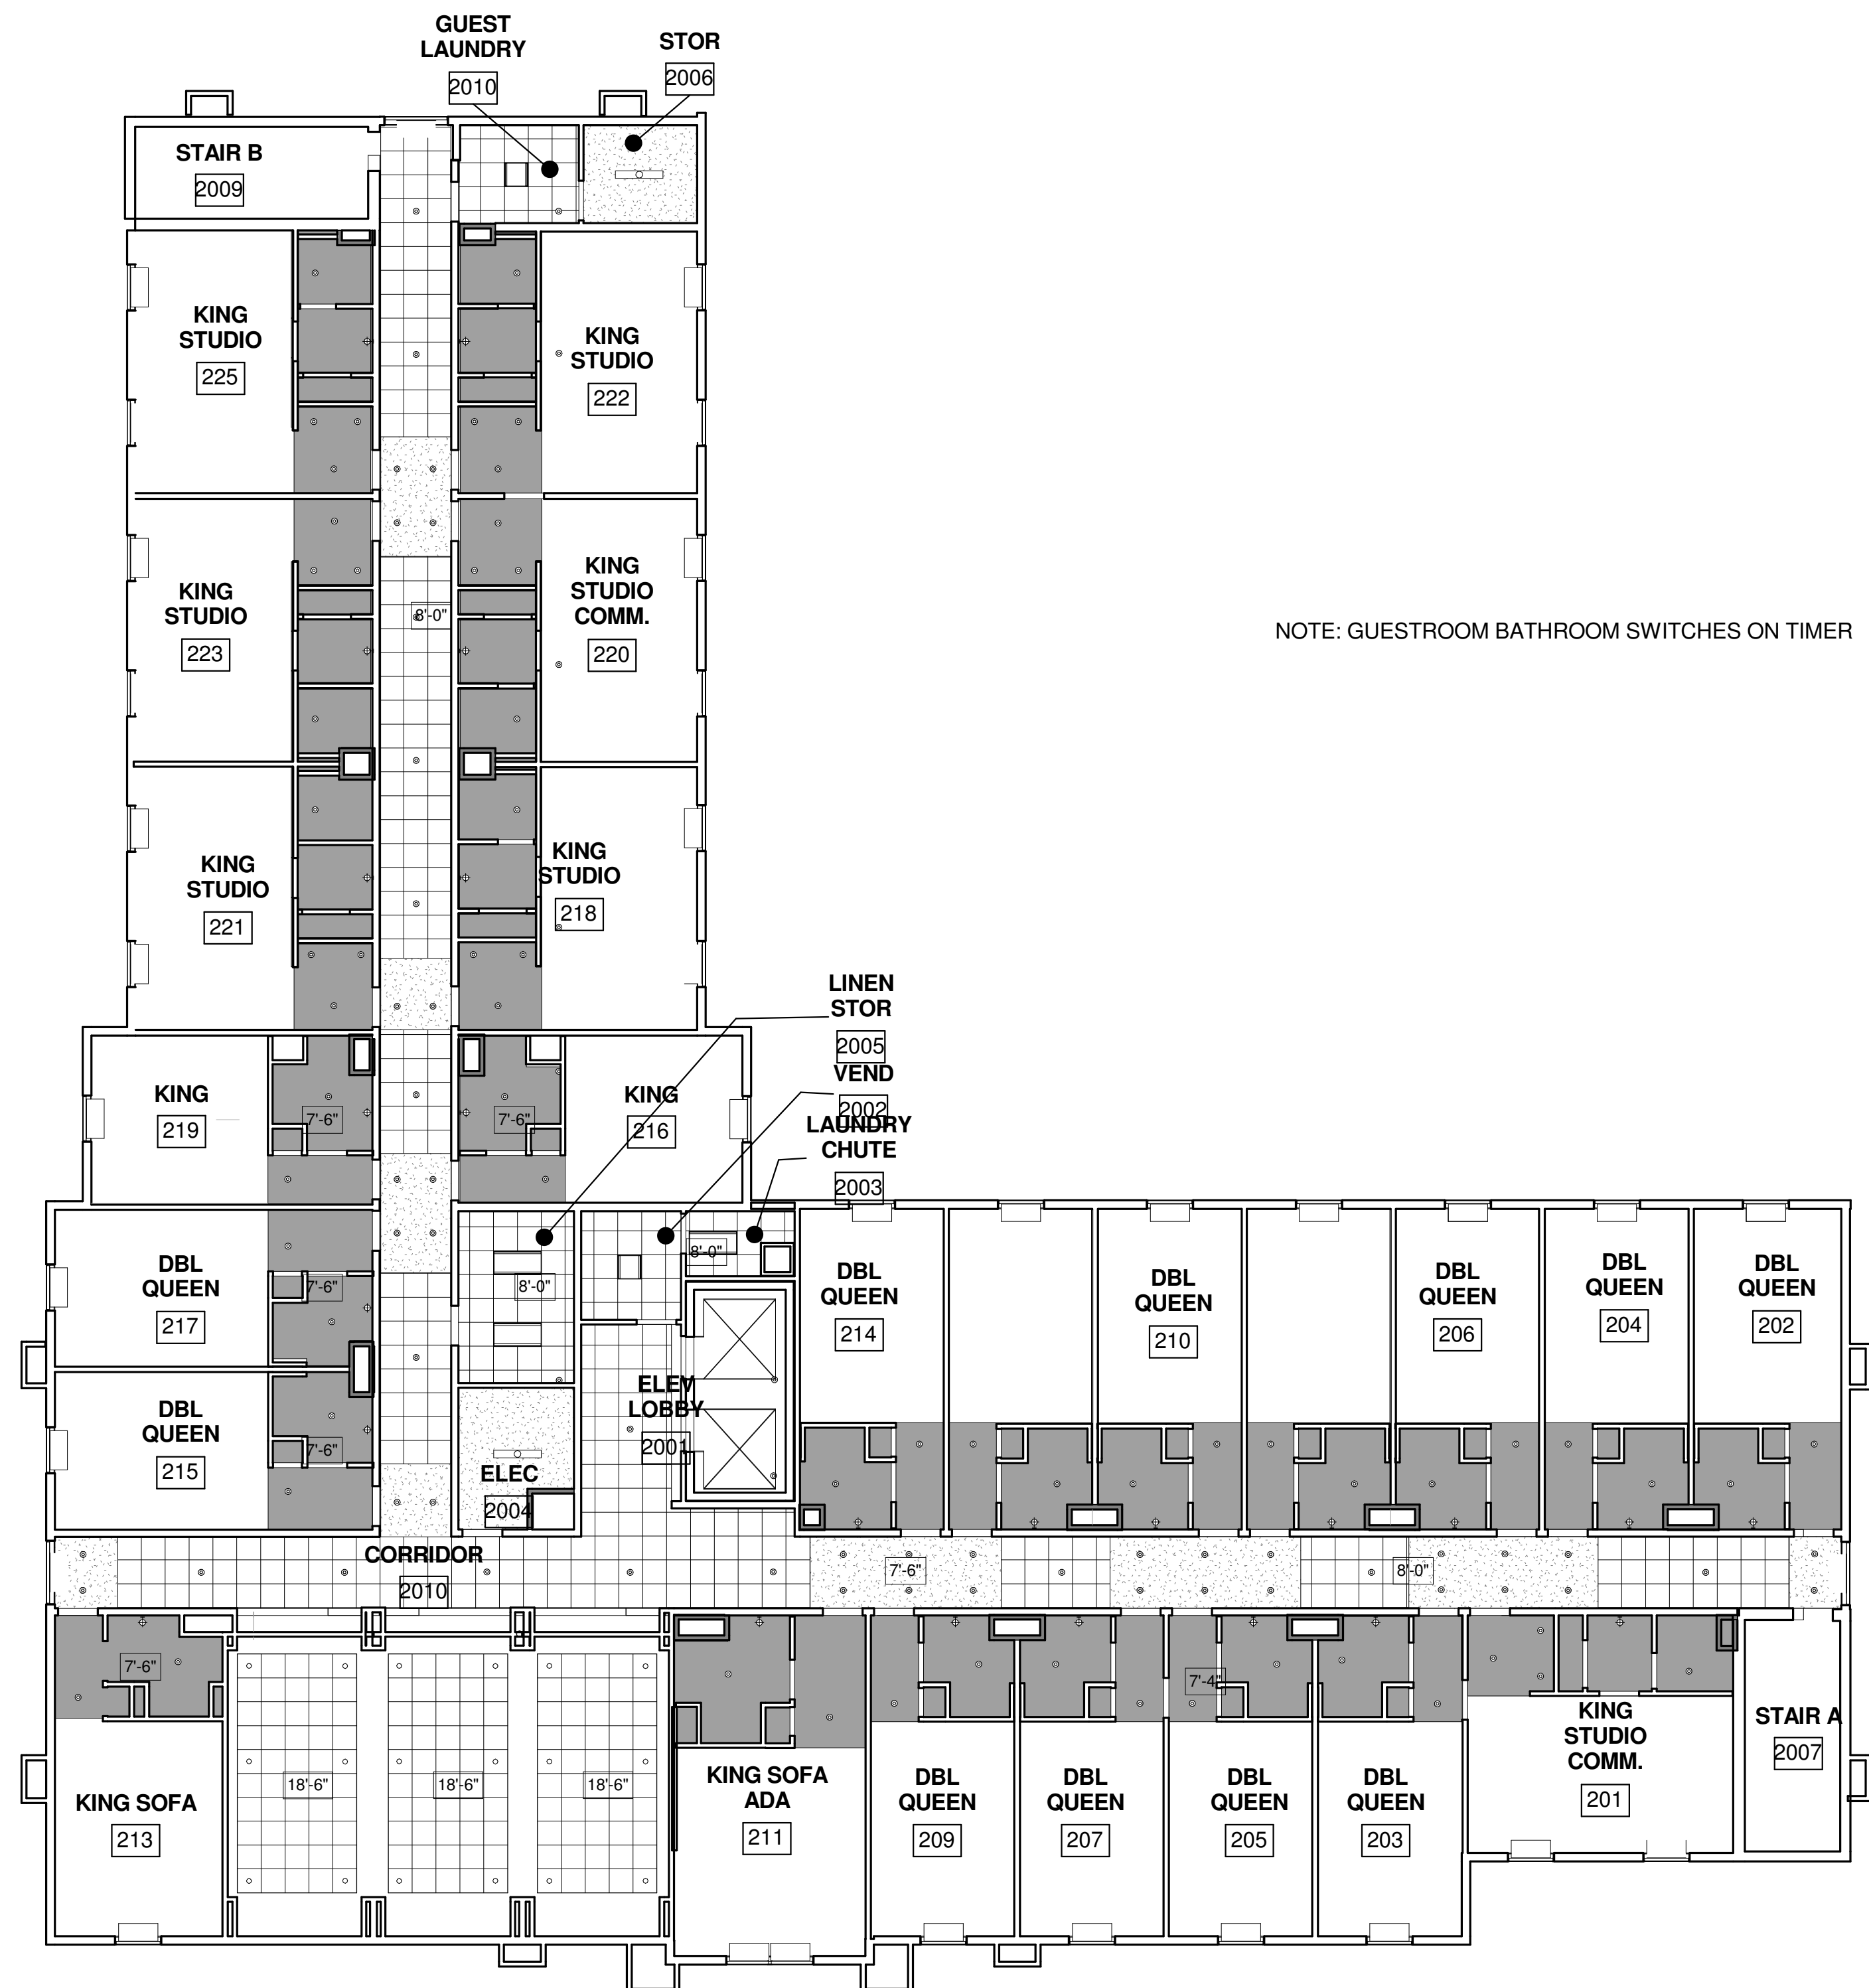 GUEST
LAUNDRY
2010
STOR
2006
STAIR B
2009
KING
STUDIO
225
KING
STUDIO
222
KING
STUDIO
223
8'-0"
KING
STUDIO
COMM.
220
NOTE: GUESTROOM BATHROOM SWITCHES ON TIMER
KING
STUDIO
221
KING
STUDIO
218
LINEN
STOR
2005
VEND
2002
LAUNDRY
CHUTE
2003
KING
219
7'-6"
7'-6"
KING
216
DBL
QUEEN
217
7'-6"
8'-0"
8'-0"
DBL
QUEEN
214
DBL
QUEEN
210
DBL
QUEEN
206
DBL
QUEEN
204
DBL
QUEEN
202
DBL
QUEEN
215
7'-6"
ELEC
2004
ELEV
LOBBY
2001
CORRIDOR
2010
7'-6"
8'-0"
7'-6"
KING SOFA
213
18'-6"
18'-6"
18'-6"
KING SOFA
ADA
211
DBL
QUEEN
209
DBL
QUEEN
207
7'-4"
DBL
QUEEN
205
DBL
QUEEN
203
KING
STUDIO
COMM.
201
STAIR A
2007